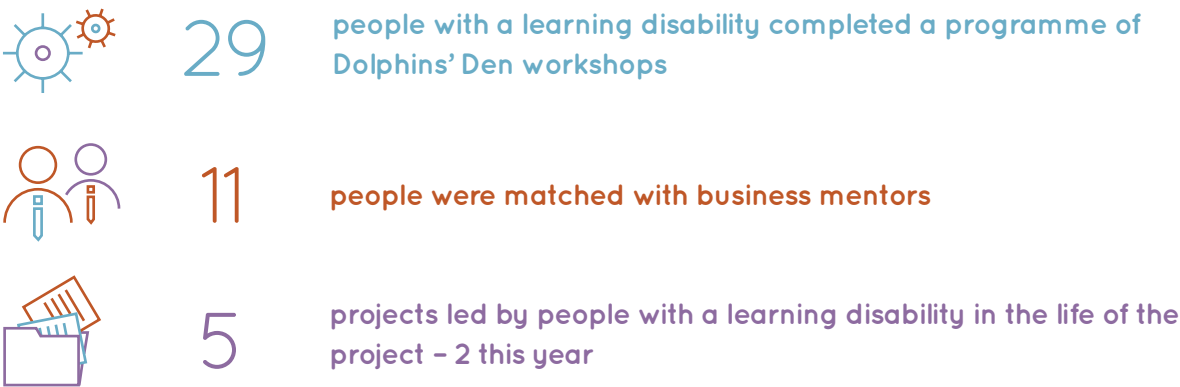 29
people with a learning disability completed a programme of
Dolphins’ Den workshops
11
people were matched with business mentors
5
projects led by people with a learning disability in the life of the
project – 2 this year